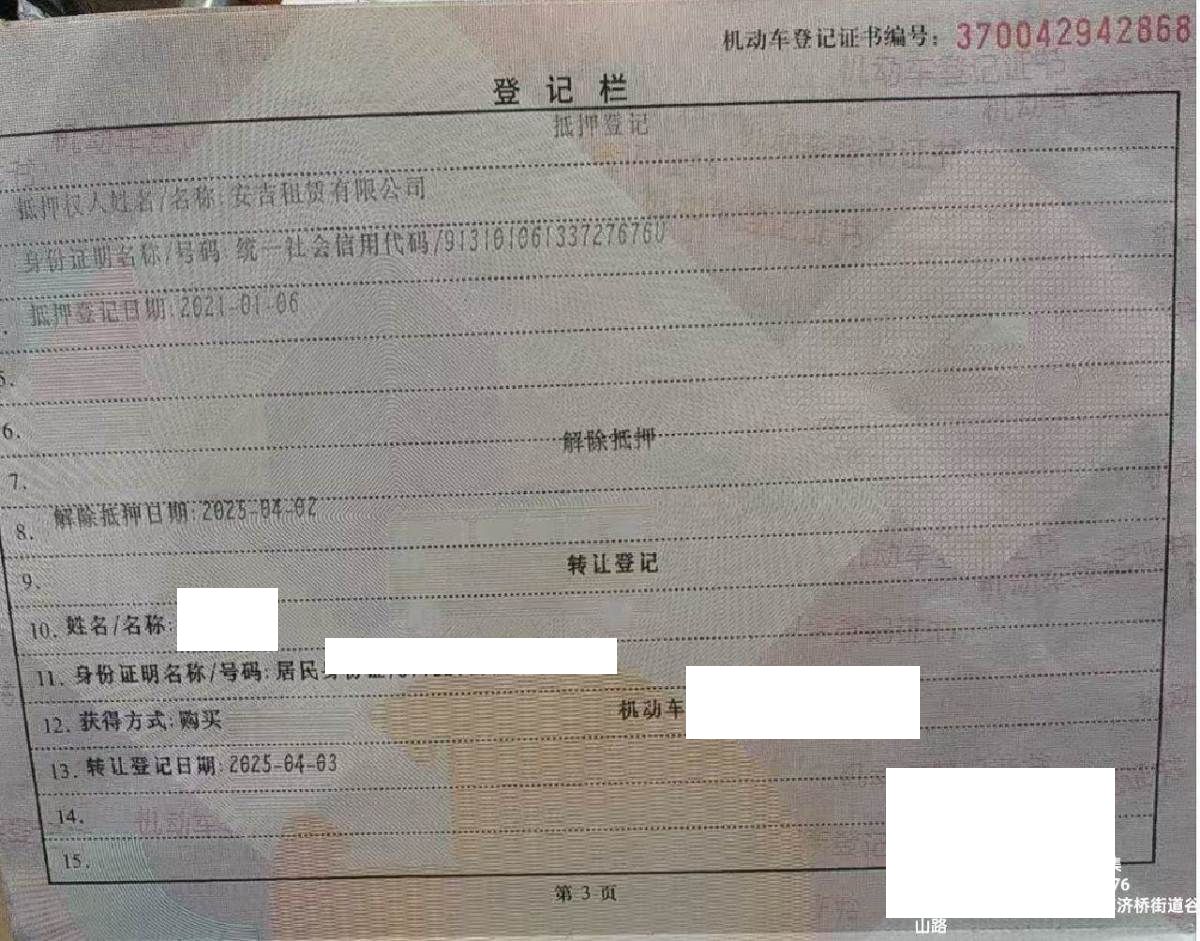 机动车登记证书编号：370042942868
登记栏
抵押登记
抵押权人姓名/名称:安吉租赁有限公司
身份证明名称/号码 统一社会信用代码/91310106133727676U
抵押登记日期:2021-01-06
5.
6.
解除抵押
7.
8. 解除抵押日期:2025-04-02
转让登记
9.
10. 姓名/名称:
11. 身份证明名称/号码:居民身份证/
12. 获得方式:购买 机动车
13. 转让登记日期:2025-04-03
14.
15.
第 3 页
集
76
济桥街道谷
山路